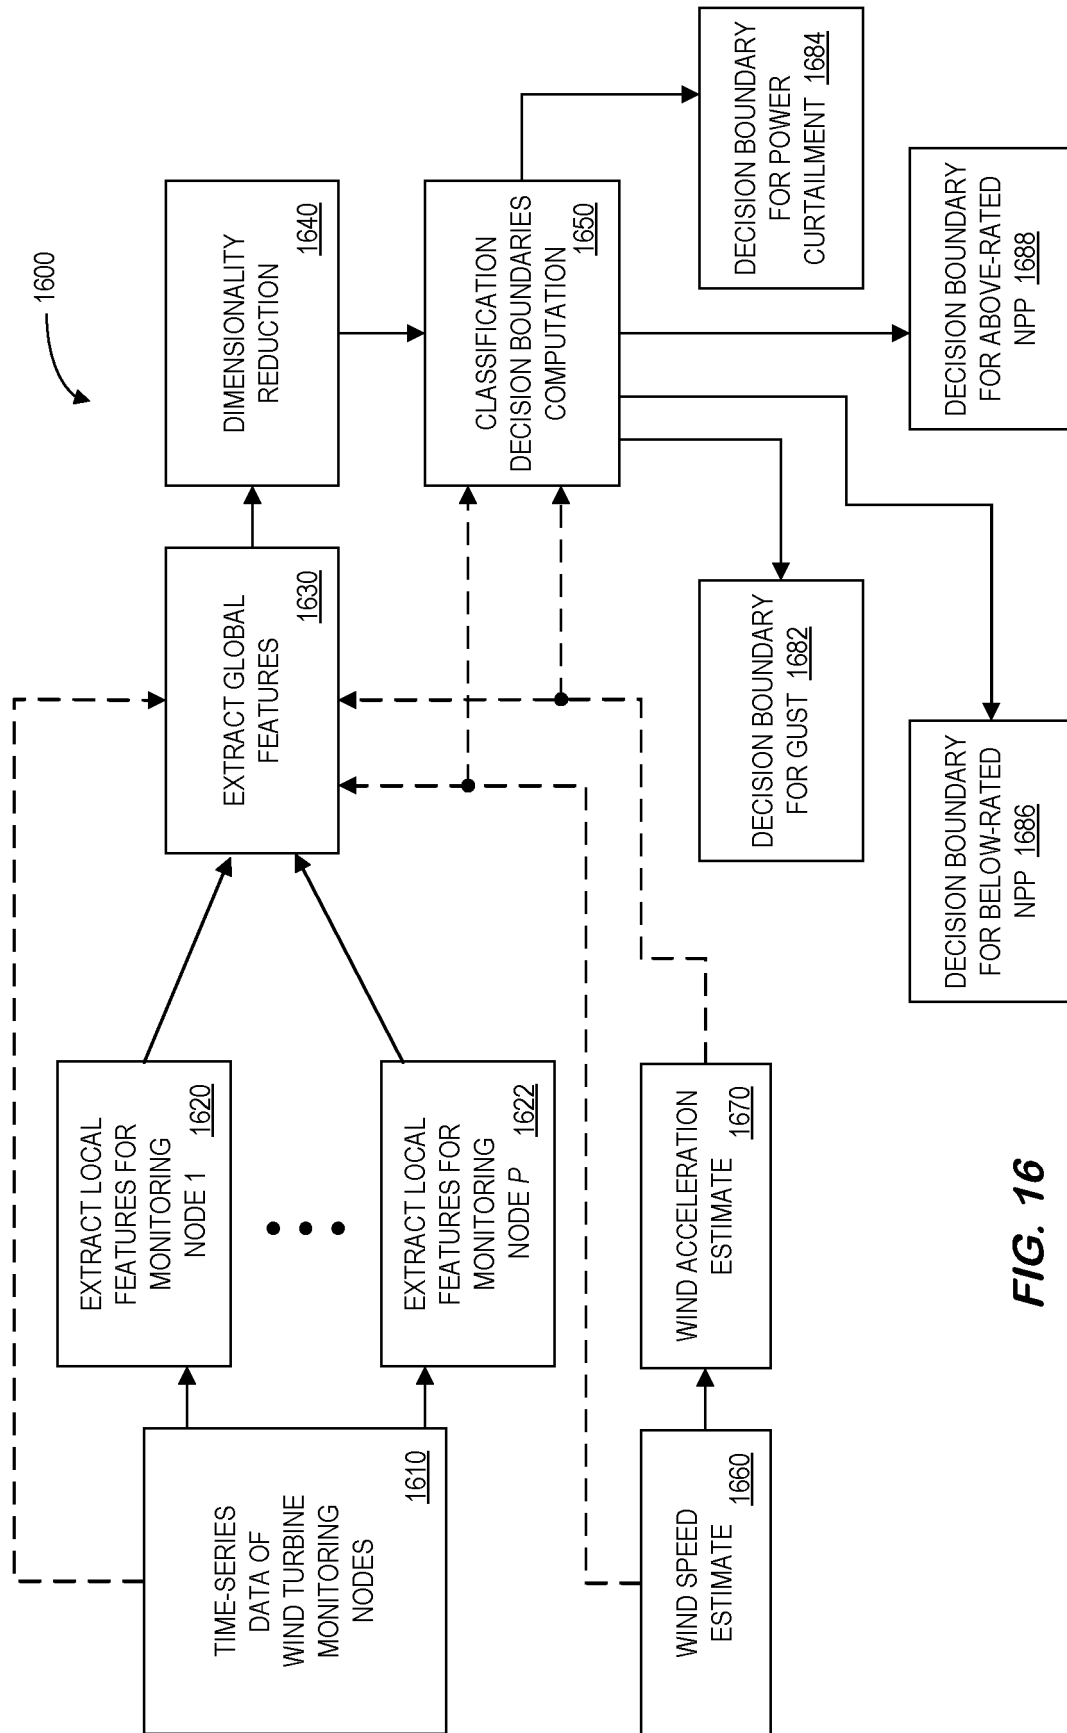 1600
TIME-SERIES
DATA OF
WIND TURBINE
MONITORING
NODES
1610
EXTRACT LOCAL
FEATURES FOR
MONITORING
NODE 1
1620
EXTRACT LOCAL
FEATURES FOR
MONITORING
NODE P
1622
EXTRACT GLOBAL
FEATURES
1630
DIMENSIONALITY
REDUCTION
1640
CLASSIFICATION
DECISION BOUNDARIES
COMPUTATION
1650
WIND SPEED
ESTIMATE
1660
WIND ACCELERATION
ESTIMATE
1670
DECISION BOUNDARY
FOR GUST 1682
DECISION BOUNDARY
FOR POWER
CURTAILMENT 1684
DECISION BOUNDARY
FOR BELOW-RATED
NPP 1686
DECISION BOUNDARY
FOR ABOVE-RATED
NPP 1688
FIG. 16